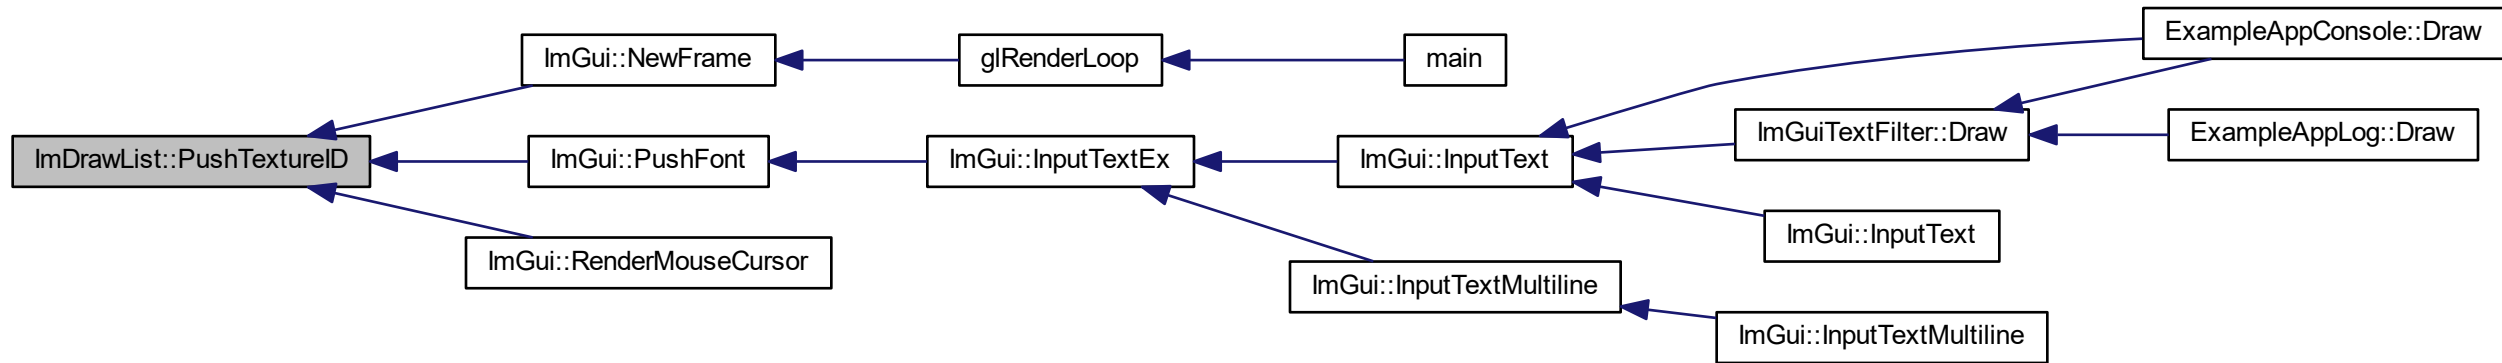 ImDrawList::PushTextureID
ImGui::NewFrame
glRenderLoop
main
ImGui::PushFont
ImGui::InputTextEx
ImGui::InputText
ExampleAppConsole::Draw
ImGuiTextFilter::Draw
ExampleAppLog::Draw
ImGui::InputText
ImGui::InputTextMultiline
ImGui::InputTextMultiline
ImGui::RenderMouseCursor